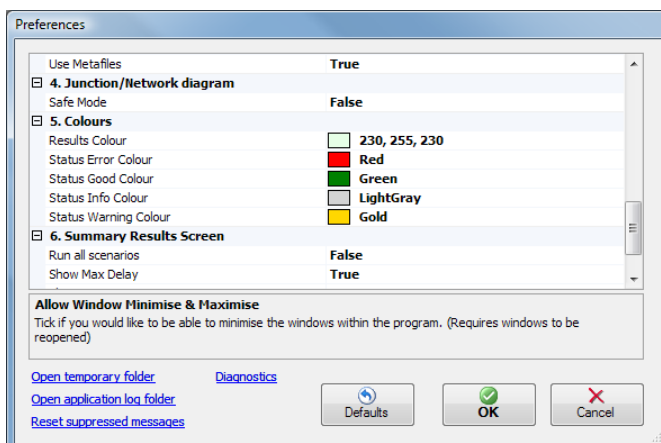 Preferences
Use Metafiles True
4. Junction/Network diagram
Safe Mode False
5. Colours
Results Colour 230, 255, 230
Status Error Colour Red
Status Good Colour Green
Status Info Colour LightGray
Status Warning Colour Gold
6. Summary Results Screen
Run all scenarios False
Show Max Delay True
Allow Window Minimise & Maximise
Tick if you would like to be able to minimise the windows within the program. (Requires windows to be
reopened)
Open temporary folder Diagnostics
Open application log folder
Reset suppressed messages
Defaults OK Cancel